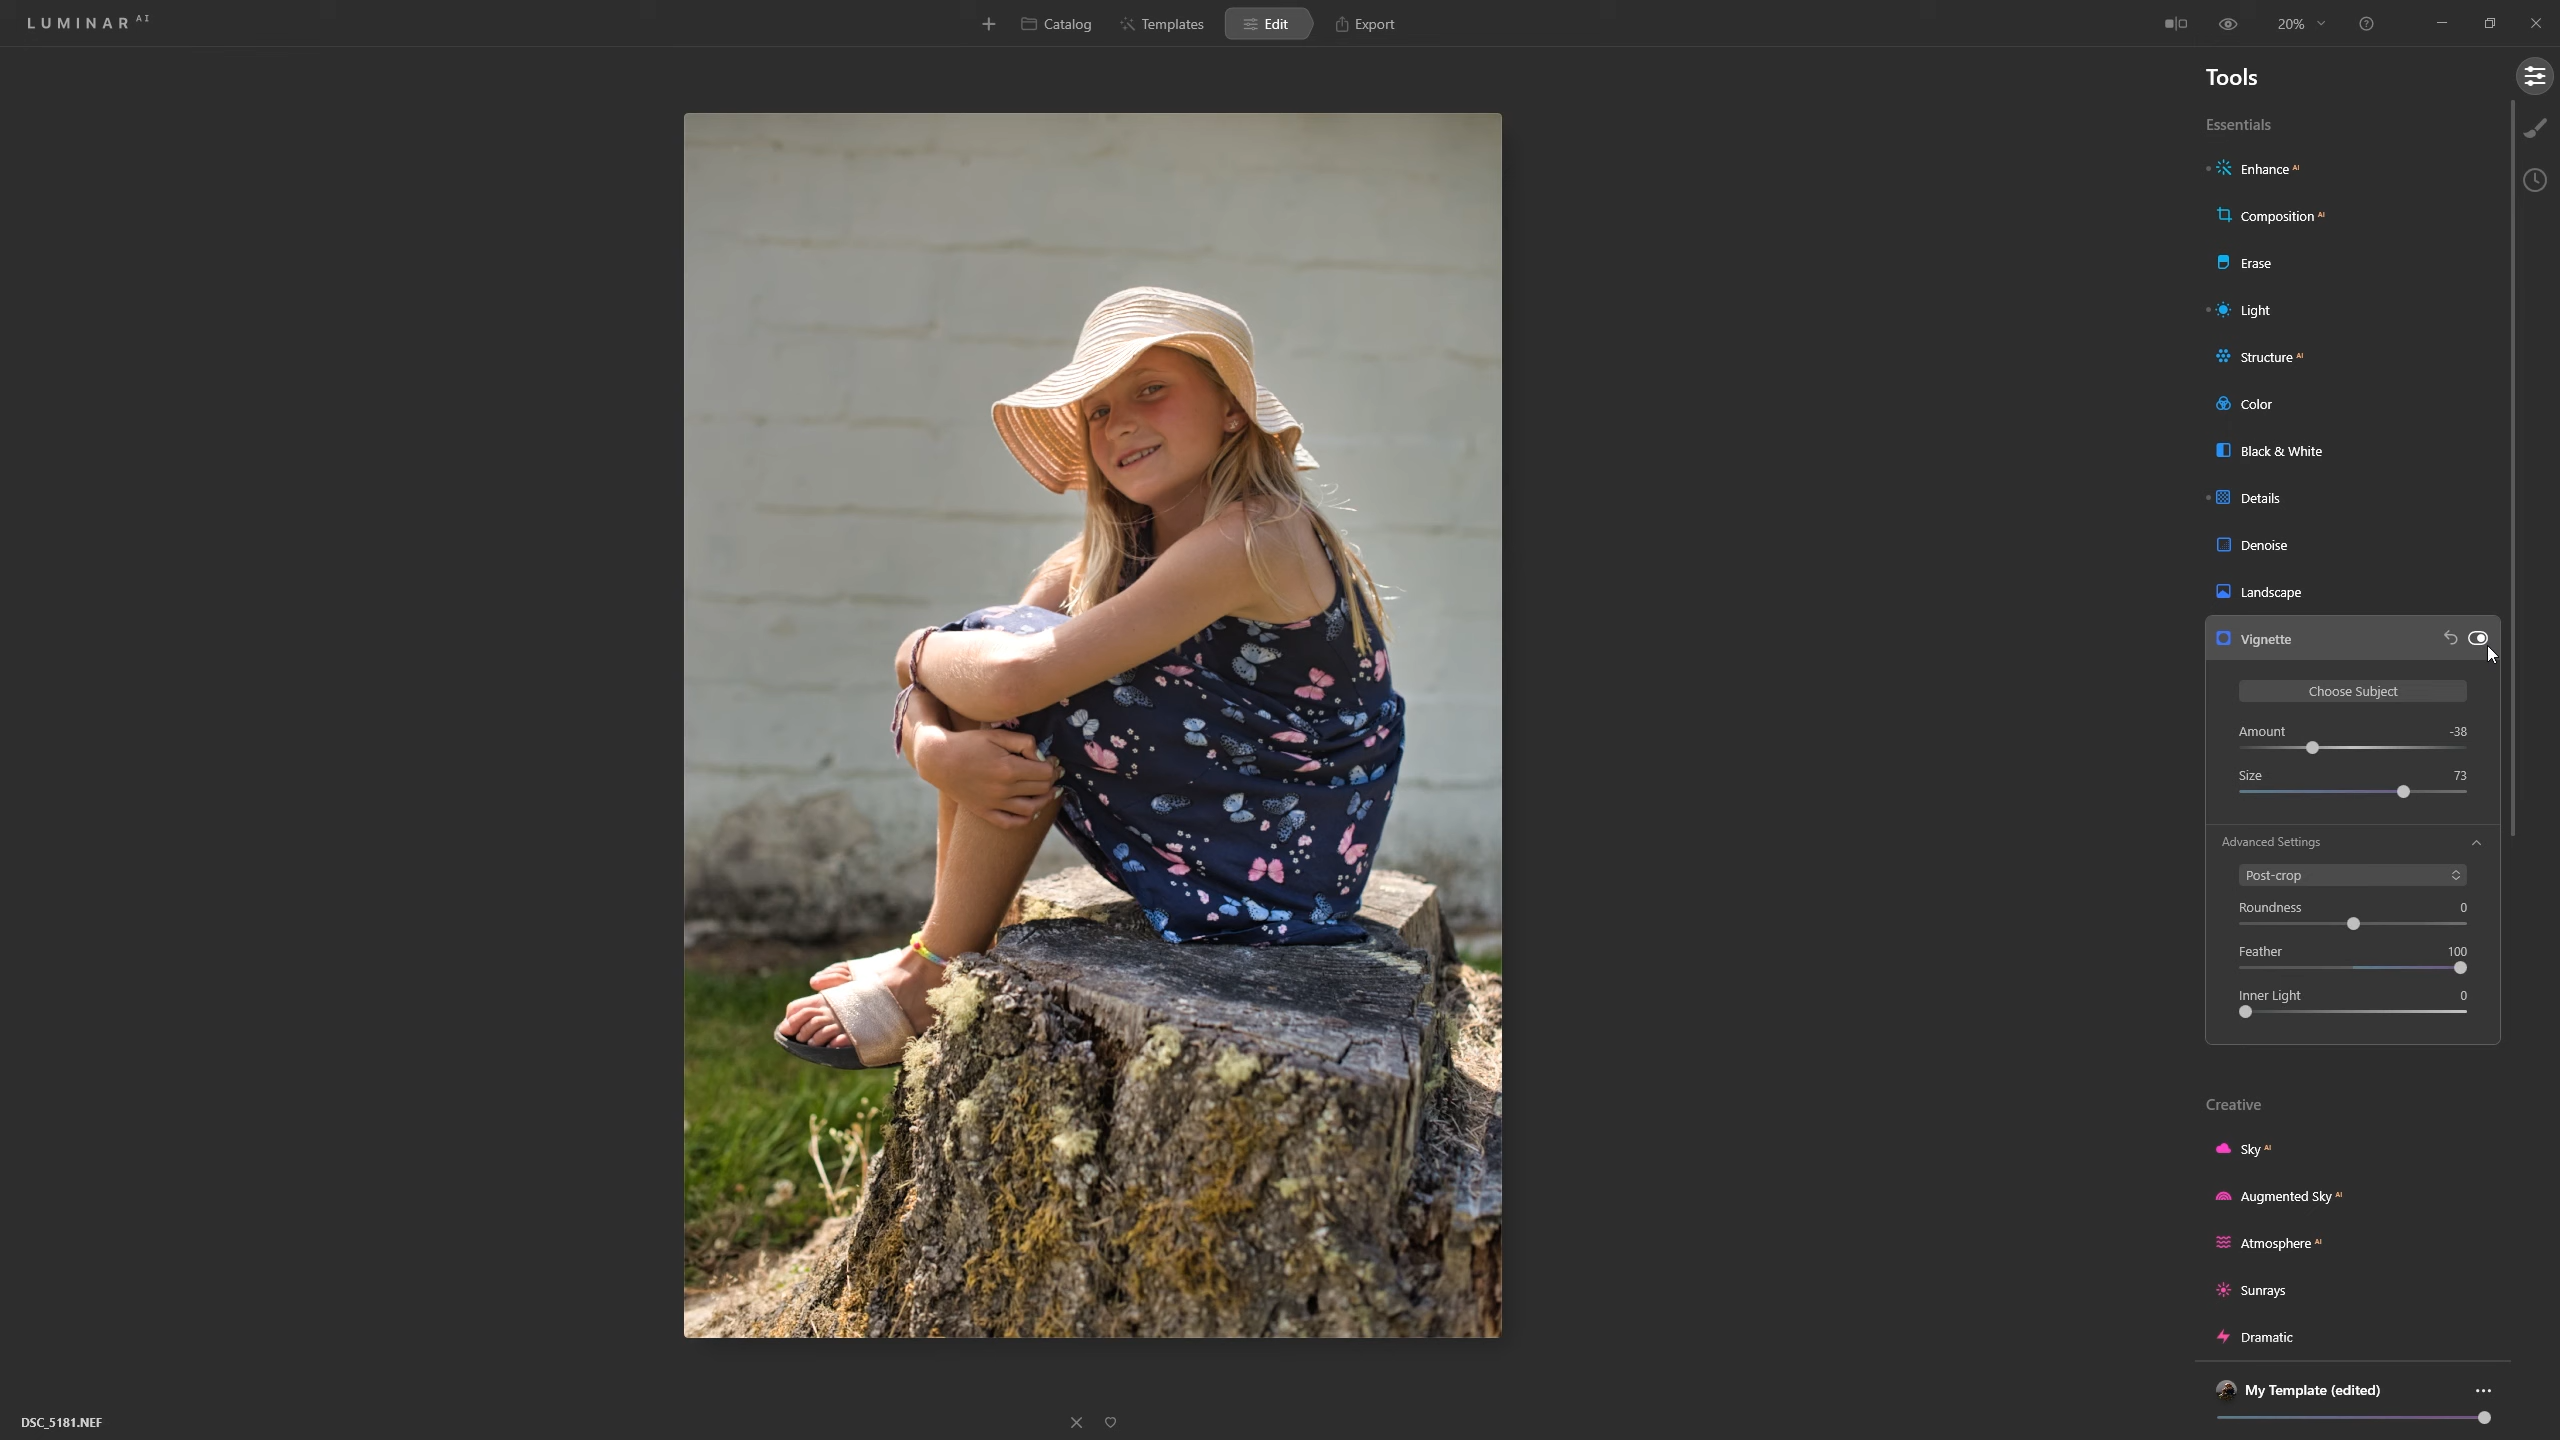 LUMINAR AI
Catalog
Templates
Edit
Export
20%
Tools
Essentials
Enhance AI
Composition AI
Erase
Light
Structure AI
Color
Black & White
Details
Denoise
Landscape
Vignette
Choose Subject
Amount -38
Size 73
Advanced Settings
Post-crop
Roundness 0
Feather 100
Inner Light 0
Creative
Sky AI
Augmented Sky AI
Atmosphere AI
Sunrays
Dramatic
My Template (edited)
DSC_5181.NEF